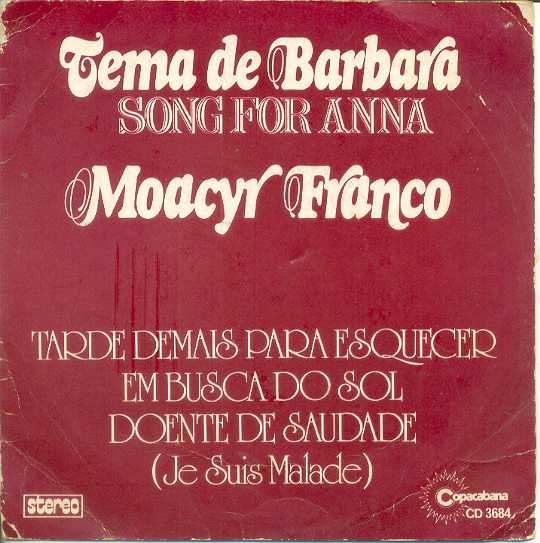 Tema de Barbara
SONG FOR ANNA
Moacyr Franco
TARDE DEMAIS PARA ESQUECER
EM BUSCA DO SOL
DOENTE DE SAUDADE
(Je Suis Malade)
stereo
Copacabana
CD 3684